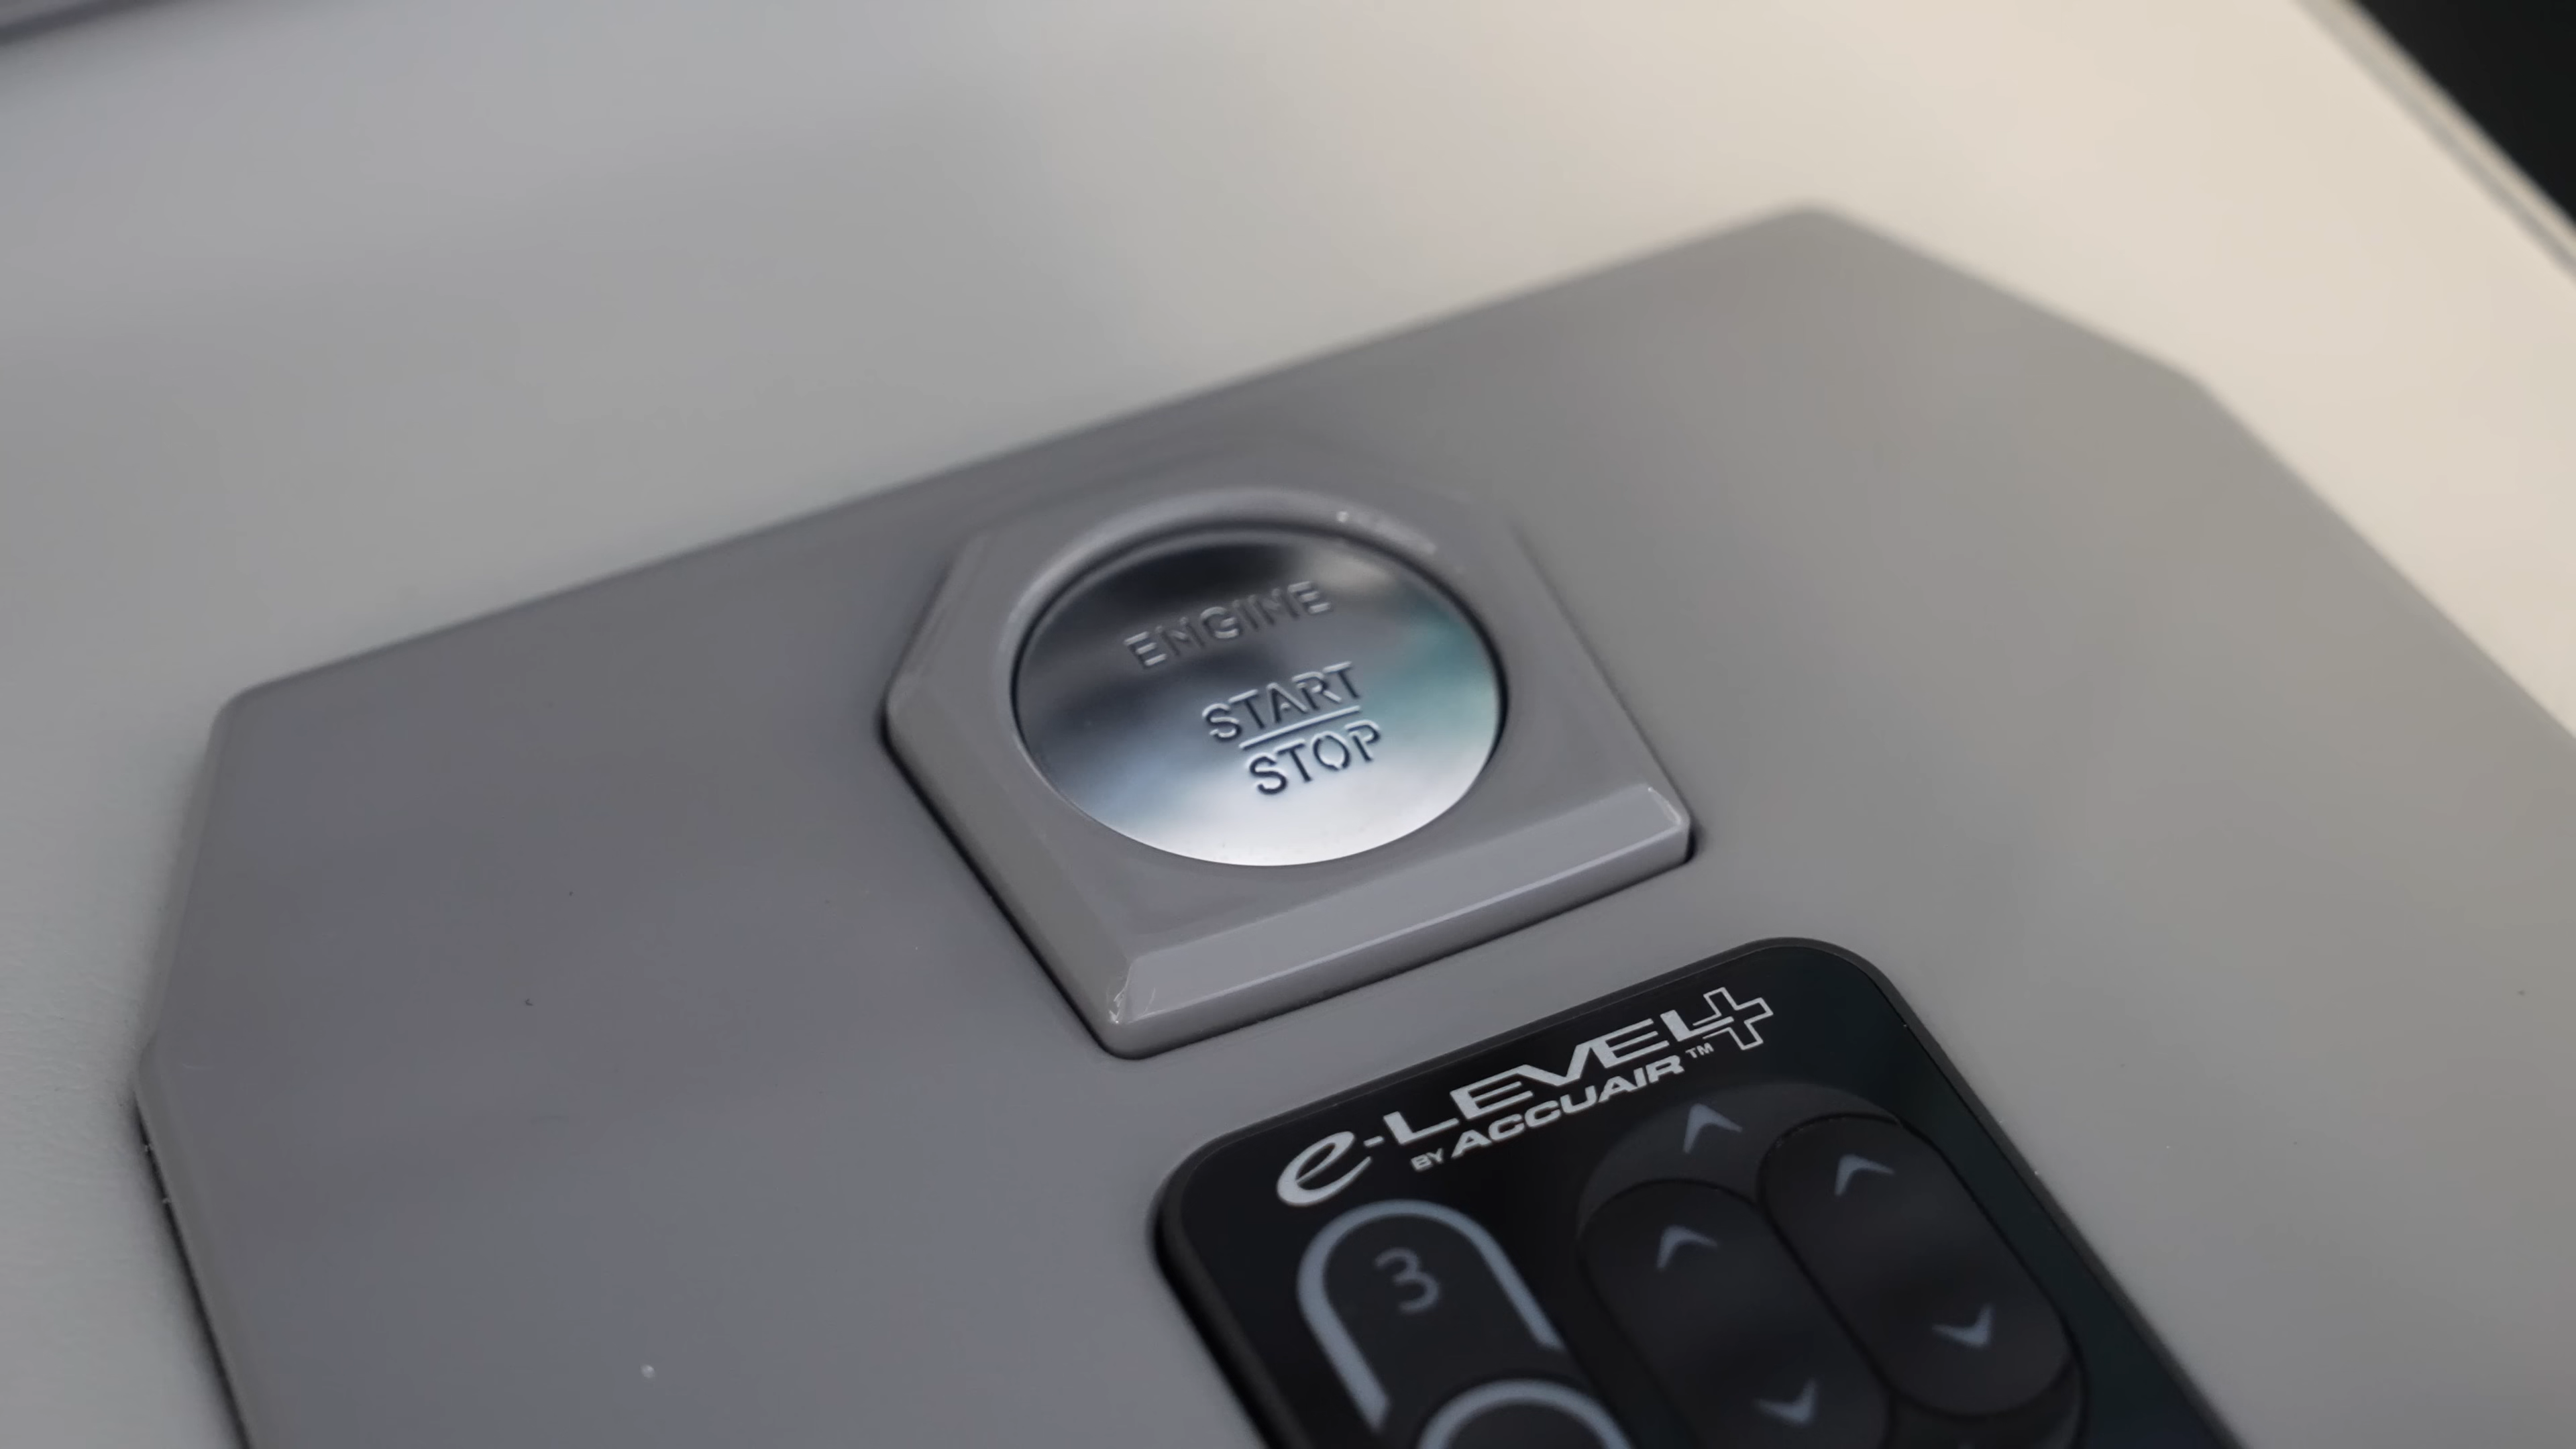 ENGINE
START
STOP
e-LEVEL+
BY ACCUAIR™
3